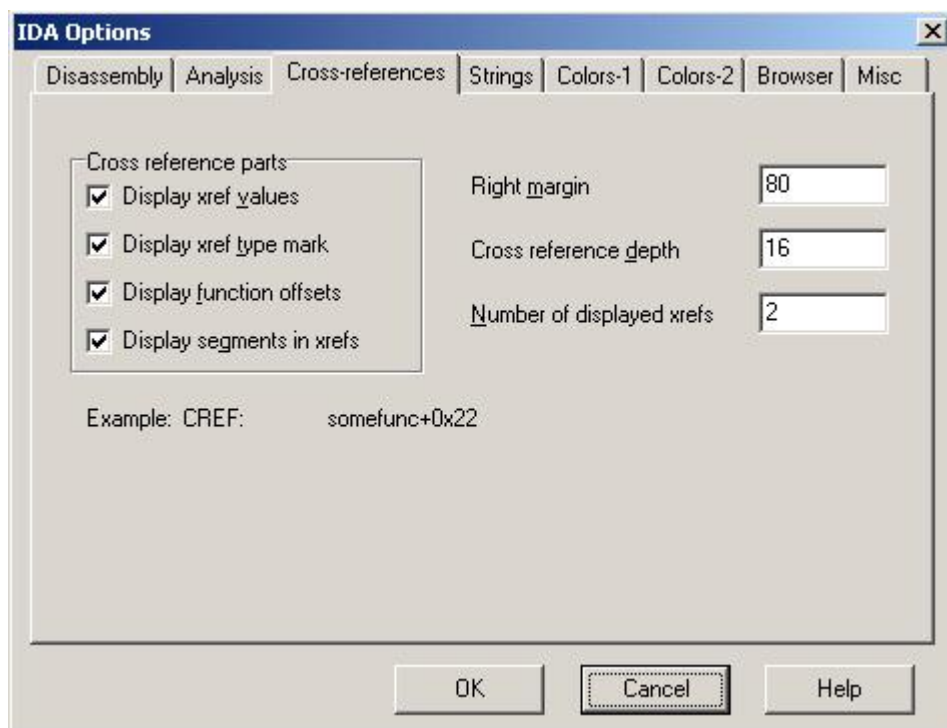 IDA Options
Disassembly Analysis Cross-references Strings Colors-1 Colors-2 Browser Misc
Cross reference parts
Display xref values
Display xref type mark
Display function offsets
Display segments in xrefs
Right margin 80
Cross reference depth 16
Number of displayed xrefs 2
Example: CREF: somefunc+0x22
OK Cancel Help